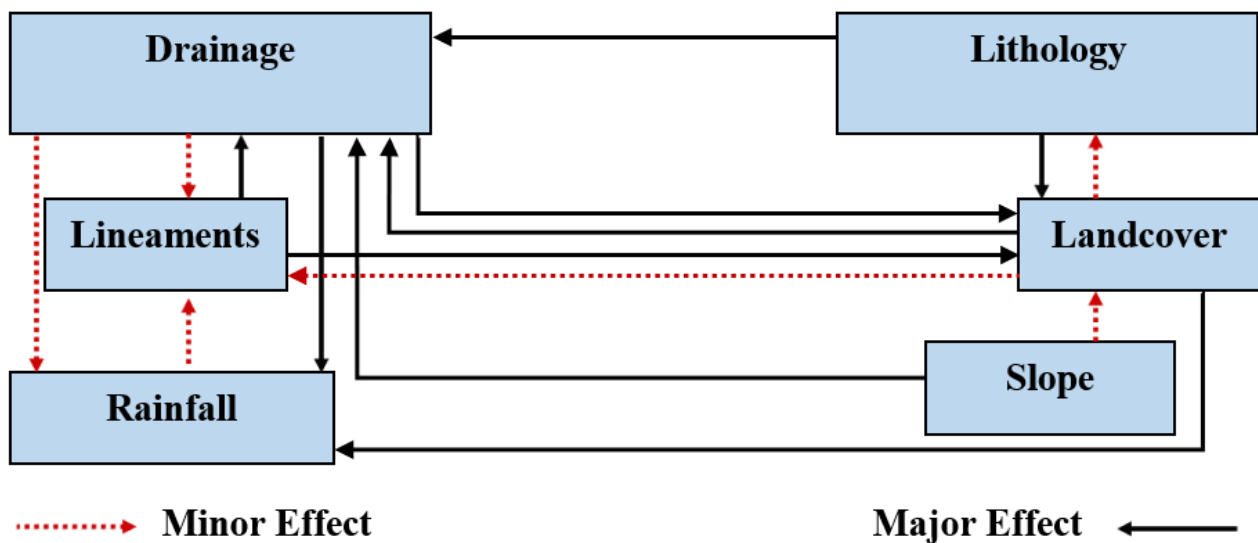 Drainage
Lithology
Lineaments
Landcover
Slope
Rainfall
Minor Effect
Major Effect